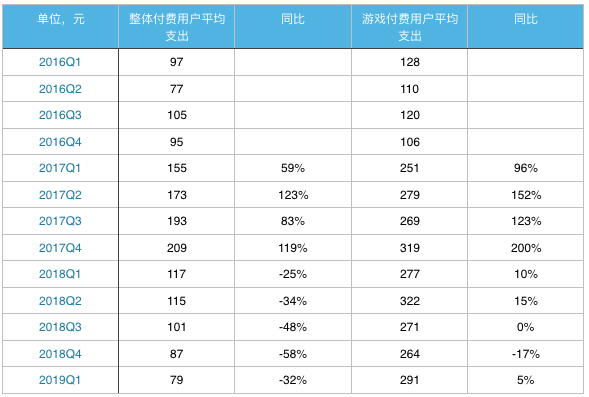 单位，元 整体付费用户平均支出 同比 游戏付费用户平均支出 同比
2016Q1 97 128
2016Q2 77 110
2016Q3 105 120
2016Q4 95 106
2017Q1 155 59% 251 96%
2017Q2 173 123% 279 152%
2017Q3 193 83% 269 123%
2017Q4 209 119% 319 200%
2018Q1 117 -25% 277 10%
2018Q2 115 -34% 322 15%
2018Q3 101 -48% 271 0%
2018Q4 87 -58% 264 -17%
2019Q1 79 -32% 291 5%